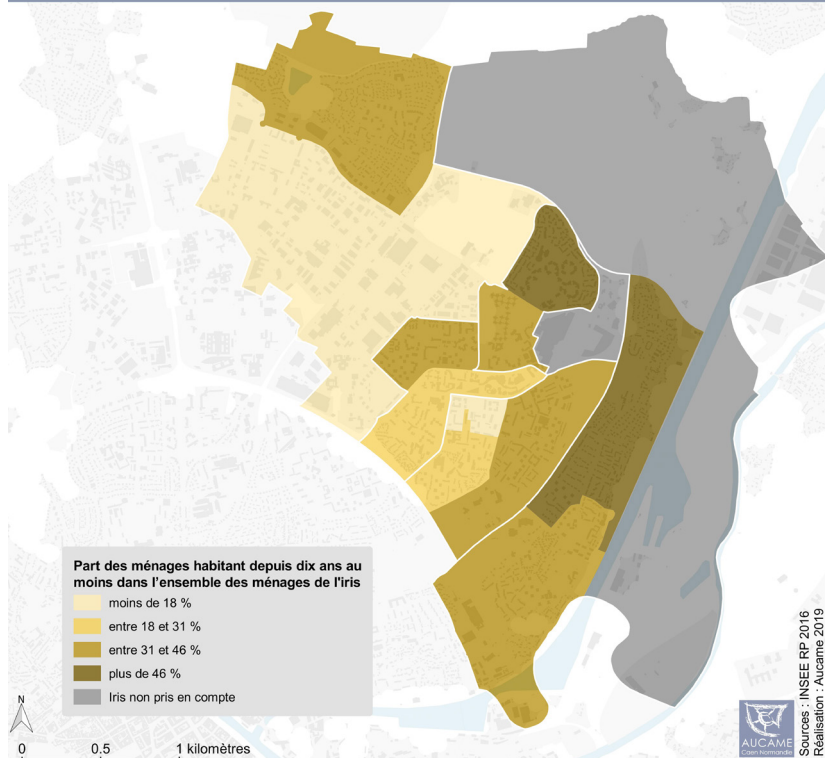 Part des ménages habitant depuis dix ans au
moins dans l'ensemble des ménages de l'iris
moins de 18 %
entre 18 et 31 %
entre 31 et 46 %
plus de 46 %
Iris non pris en compte
N
0 0.5 1 kilomètres
AUCAME
Caen Normandie
Sources : INSEE RP 2016
Réalisation : Aucame 2019